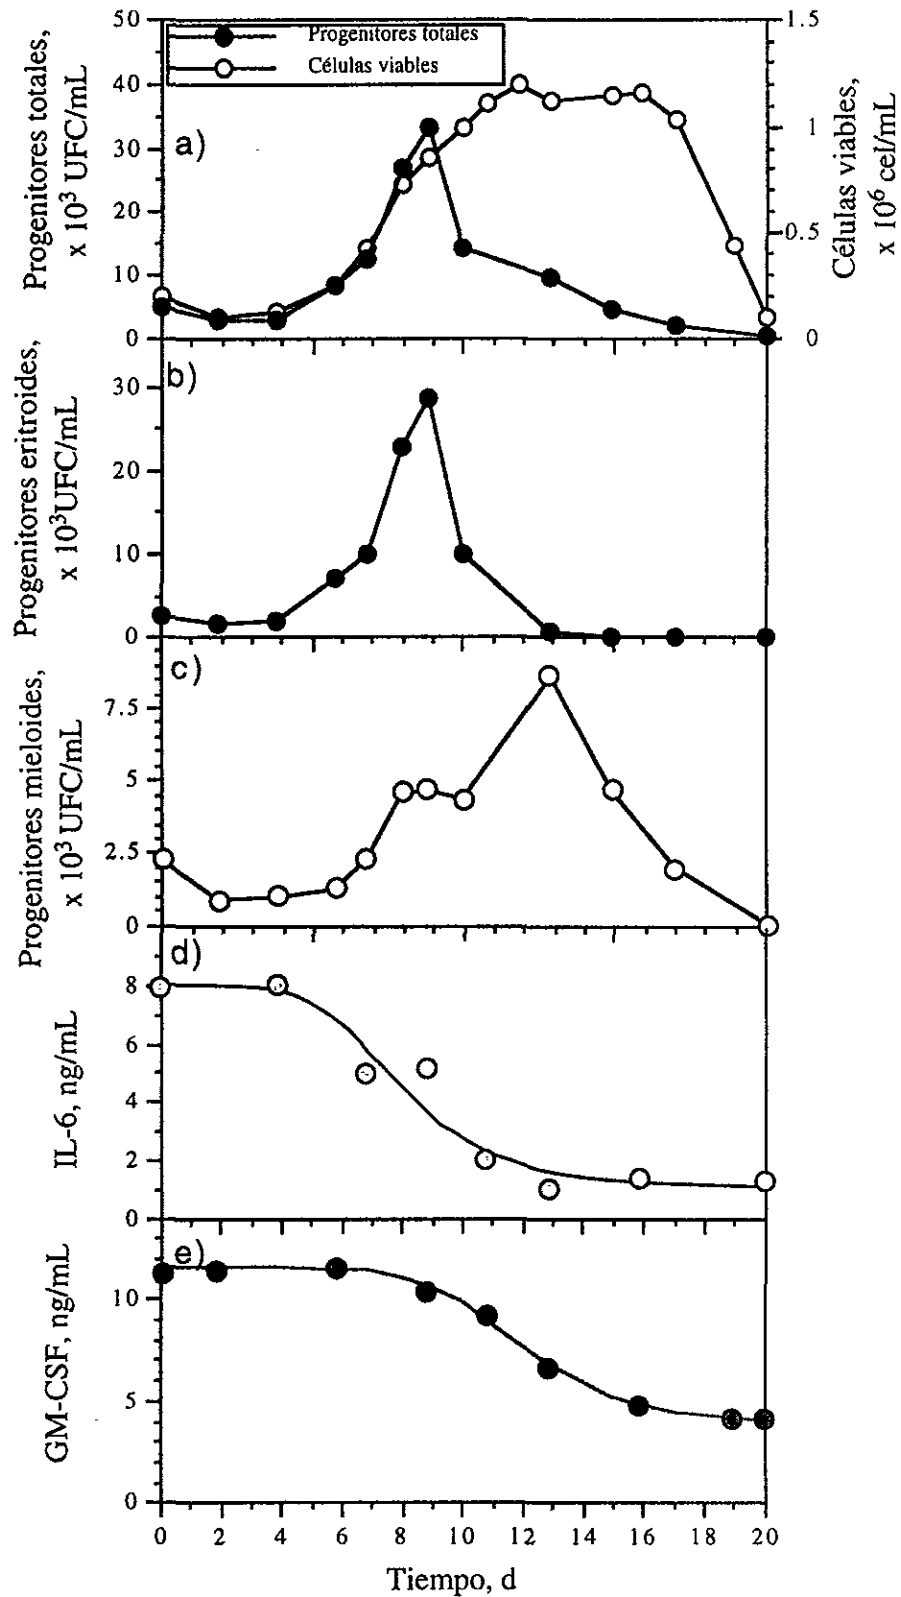 Progenitores totales
Células viables
Progenitores totales,
x 10³ UFC/mL
50
40
30
20
10
0
a)
1.5
1
0.5
0
Células viables,
x 10⁶ cel/mL
Progenitores eritroides,
x 10³UFC/mL
30
20
10
0
b)
Progenitores mieloides,
x 10³ UFC/mL
7.5
5
2.5
0
c)
IL-6, ng/mL
8
6
4
2
0
d)
GM-CSF, ng/mL
10
5
0
e)
0 2 4 6 8 10 12 14 16 18 20
Tiempo, d